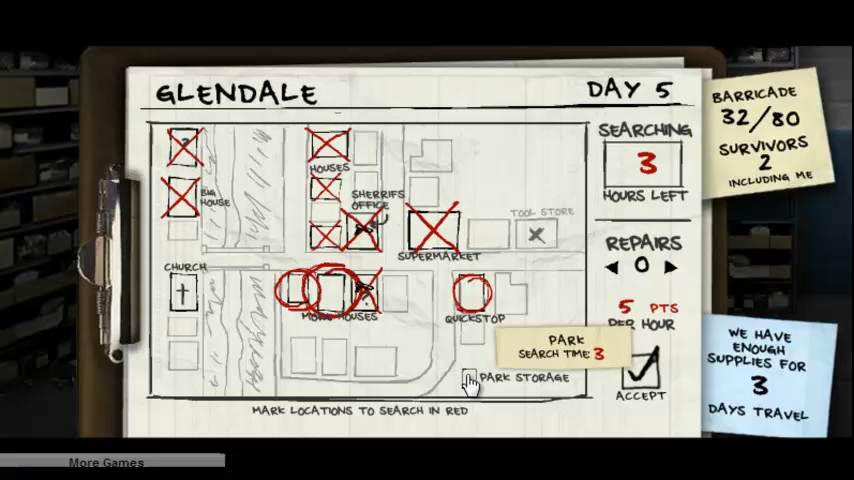 GLENDALE
DAY 5
HOUSES
BIG
HOUSE
SHERRIFS
OFFICE
TOOL STORE
SUPERMARKET
CHURCH
MORE HOUSES
QUICKSTOP
PARK
SEARCH TIME 3
PARK STORAGE
MARK LOCATIONS TO SEARCH IN RED
SEARCHING
3
HOURS LEFT
REPAIRS
0
5 PTS
PER HOUR
ACCEPT
BARRICADE
32/80
SURVIVORS
2
INCLUDING ME
WE HAVE
ENOUGH
SUPPLIES FOR
3
DAYS TRAVEL
More Games